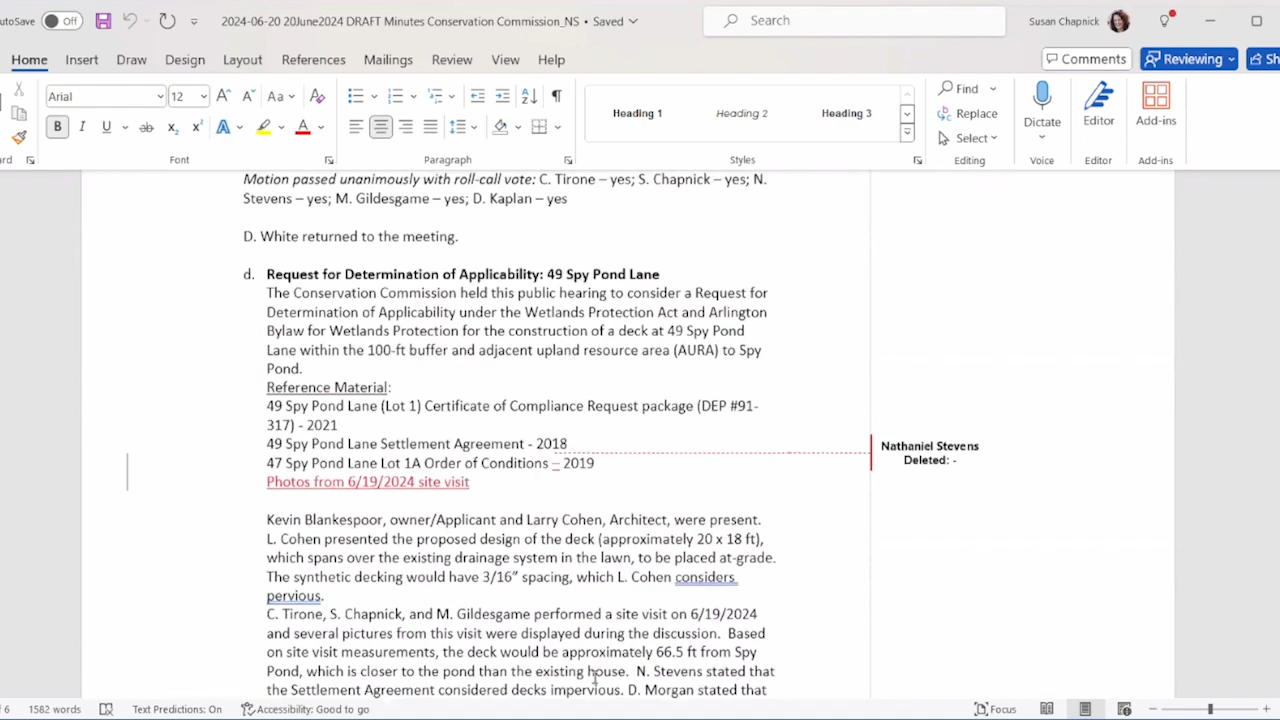 utoSave Off 2024-06-20 20June2024 DRAFT Minutes Conservation Commission_NS • Saved Search Susan Chapnick
Home Insert Draw Design Layout References Mailings Review View Help Comments Reviewing Sh
Arial 12 A A Aa A Heading 1 Heading 2 Heading 3 Find Dictate Editor Add-ins
Replace
B I U ab x₂ x² A A Select
ard Font Paragraph Styles Editing Voice Editor Add-ins
Motion passed unanimously with roll-call vote: C. Tirone – yes; S. Chapnick – yes; N.
Stevens – yes; M. Gildesgame – yes; D. Kaplan – yes
D. White returned to the meeting.
d. Request for Determination of Applicability: 49 Spy Pond Lane
The Conservation Commission held this public hearing to consider a Request for
Determination of Applicability under the Wetlands Protection Act and Arlington
Bylaw for Wetlands Protection for the construction of a deck at 49 Spy Pond
Lane within the 100-ft buffer and adjacent upland resource area (AURA) to Spy
Pond.
Reference Material:
49 Spy Pond Lane (Lot 1) Certificate of Compliance Request package (DEP #91-
317) - 2021
49 Spy Pond Lane Settlement Agreement - 2018
47 Spy Pond Lane Lot 1A Order of Conditions – 2019
Photos from 6/19/2024 site visit
Nathaniel Stevens
Deleted: -
Kevin Blankespoor, owner/Applicant and Larry Cohen, Architect, were present.
L. Cohen presented the proposed design of the deck (approximately 20 x 18 ft),
which spans over the existing drainage system in the lawn, to be placed at-grade.
The synthetic decking would have 3/16” spacing, which L. Cohen considers
pervious.
C. Tirone, S. Chapnick, and M. Gildesgame performed a site visit on 6/19/2024
and several pictures from this visit were displayed during the discussion. Based
on site visit measurements, the deck would be approximately 66.5 ft from Spy
Pond, which is closer to the pond than the existing house. N. Stevens stated that
the Settlement Agreement considered decks impervious. D. Morgan stated that
f 6 1582 words Text Predictions: On Accessibility: Good to go Focus